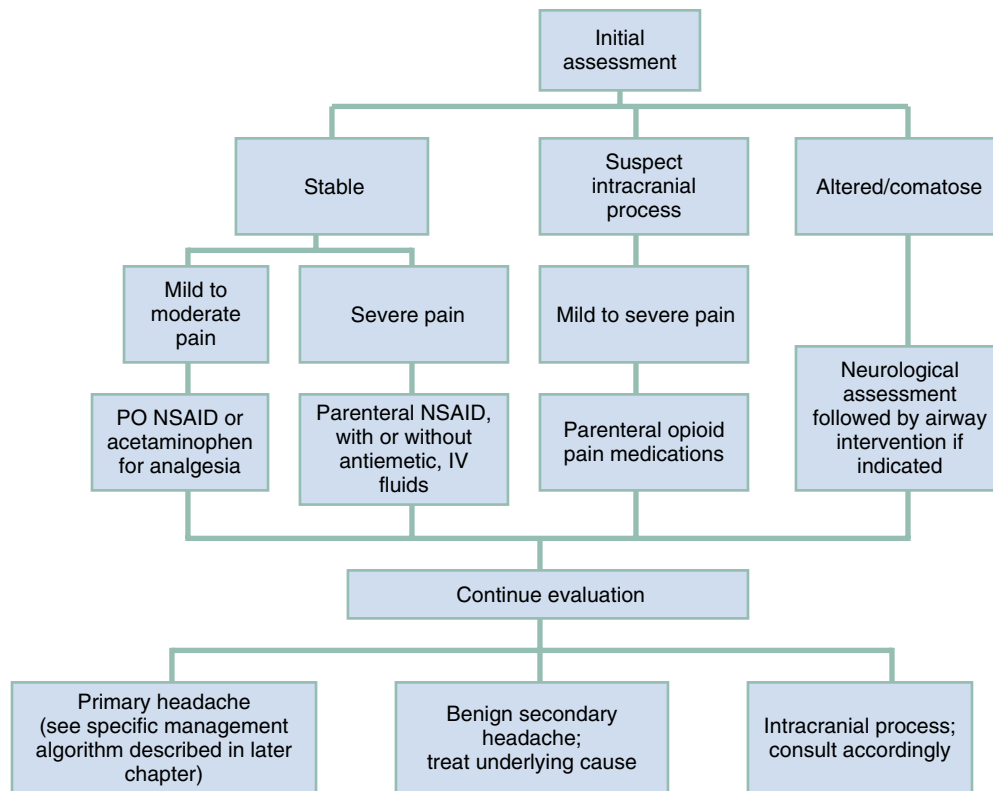 Initial
assessment
Stable
Suspect
intracranial
process
Altered/comatose
Mild to
moderate
pain
Severe pain
Mild to severe pain
Neurological
assessment
followed by airway
intervention if
indicated
PO NSAID or
acetaminophen
for analgesia
Parenteral NSAID,
with or without
antiemetic, IV
fluids
Parenteral opioid
pain medications
Continue evaluation
Primary headache
(see specific management
algorithm described in later
chapter)
Benign secondary
headache;
treat underlying cause
Intracranial process;
consult accordingly